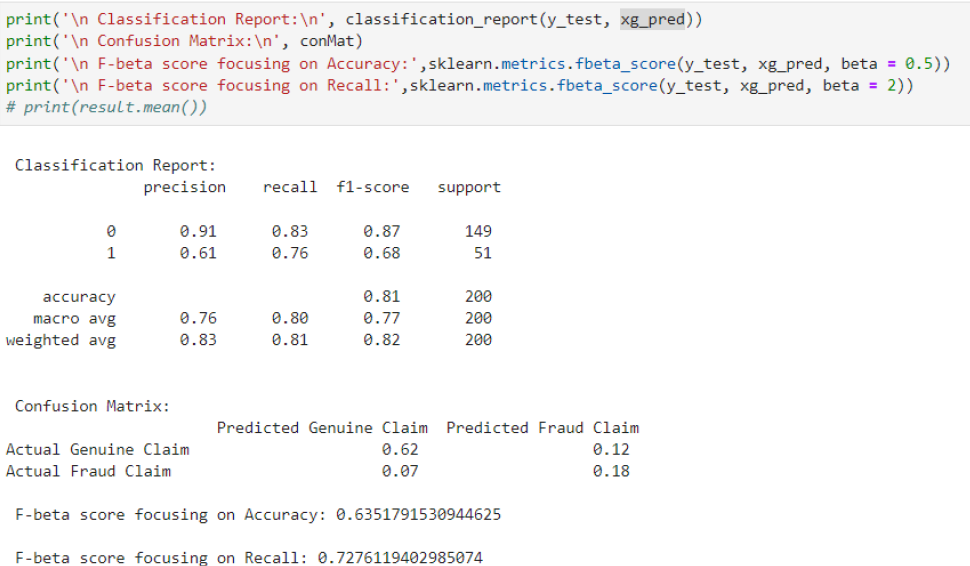 print('\n Classification Report:\n', classification_report(y_test, xg_pred))
print('\n Confusion Matrix:\n', conMat)
print('\n F-beta score focusing on Accuracy:',sklearn.metrics.fbeta_score(y_test, xg_pred, beta = 0.5))
print('\n F-beta score focusing on Recall:',sklearn.metrics.fbeta_score(y_test, xg_pred, beta = 2))
# print(result.mean())
Classification Report:
precision recall f1-score support
0 0.91 0.83 0.87 149
1 0.61 0.76 0.68 51
accuracy 0.81 200
macro avg 0.76 0.80 0.77 200
weighted avg 0.83 0.81 0.82 200
Confusion Matrix:
Predicted Genuine Claim Predicted Fraud Claim
Actual Genuine Claim 0.62 0.12
Actual Fraud Claim 0.07 0.18
F-beta score focusing on Accuracy: 0.6351791530944625
F-beta score focusing on Recall: 0.7276119402985074